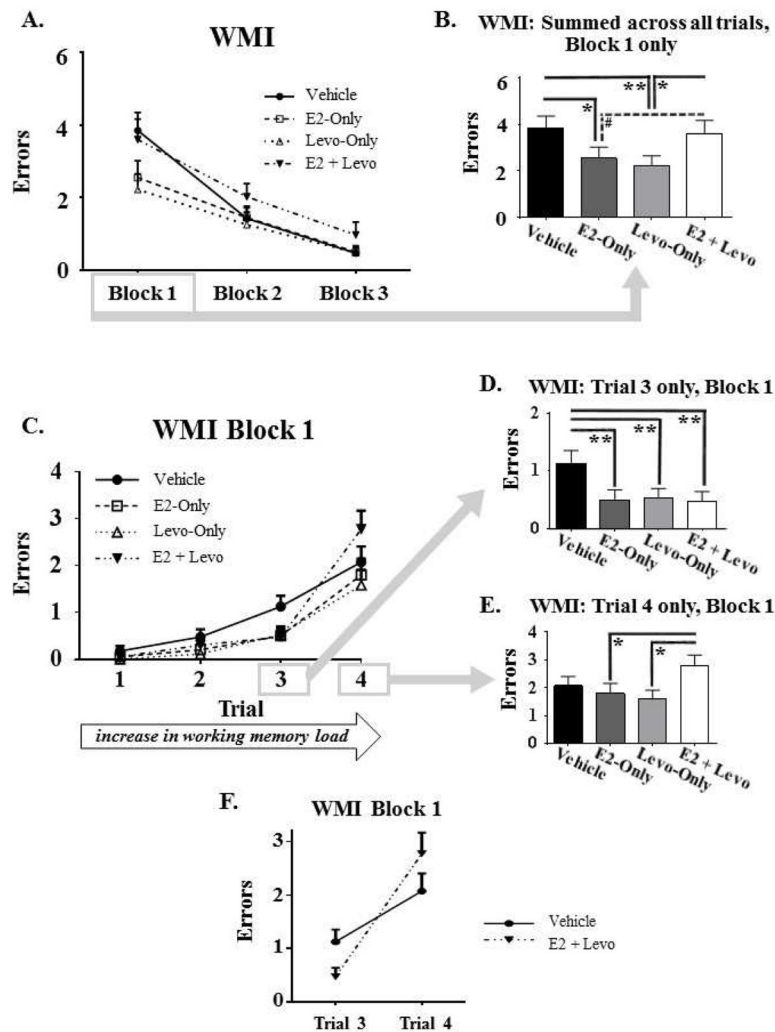 A.
WMI
6
4
2
0
Errors
Vehicle
E2-Only
Levo-Only
E2 + Levo
Block 1
Block 2
Block 3
B.
WMI: Summed across all trials,
Block 1 only
6
4
2
0
Errors
**
*
*
#
Vehicle
E2-Only
Levo-Only
E2 + Levo
C.
WMI Block 1
4
3
2
1
0
Errors
Vehicle
E2-Only
Levo-Only
E2 + Levo
1
2
3
4
Trial
increase in working memory load
D.
WMI: Trial 3 only, Block 1
2
1
0
Errors
**
**
**
Vehicle
E2-Only
Levo-Only
E2 + Levo
E.
WMI: Trial 4 only, Block 1
4
3
2
1
0
Errors
*
*
Vehicle
E2-Only
Levo-Only
E2 + Levo
F.
WMI Block 1
3
2
1
0
Errors
Vehicle
E2 + Levo
Trial 3
Trial 4